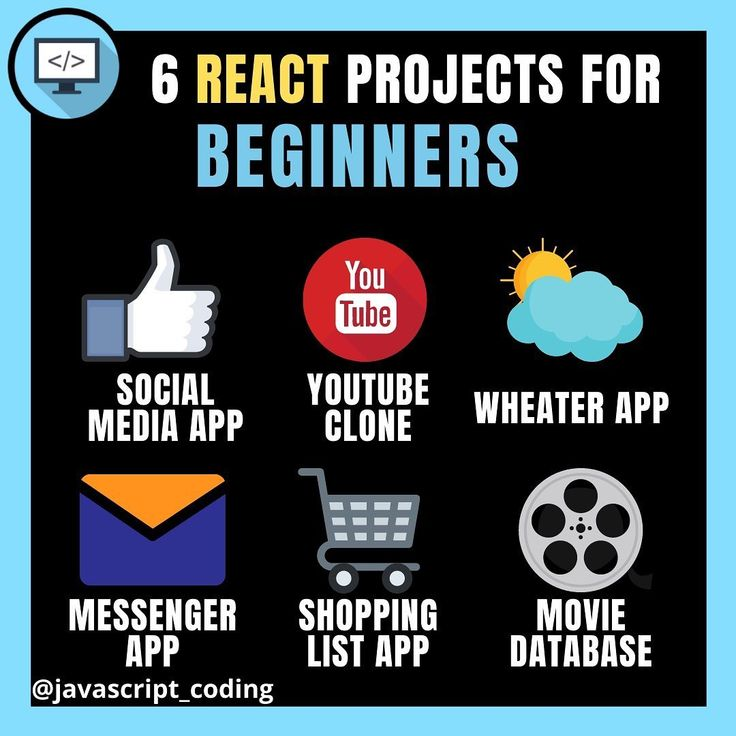 </>
6 REACT PROJECTS FOR
BEGINNERS
You
Tube
SOCIAL
MEDIA APP
YOUTUBE
CLONE
WHEATER APP
MESSENGER
APP
SHOPPING
LIST APP
MOVIE
DATABASE
@javascript_coding